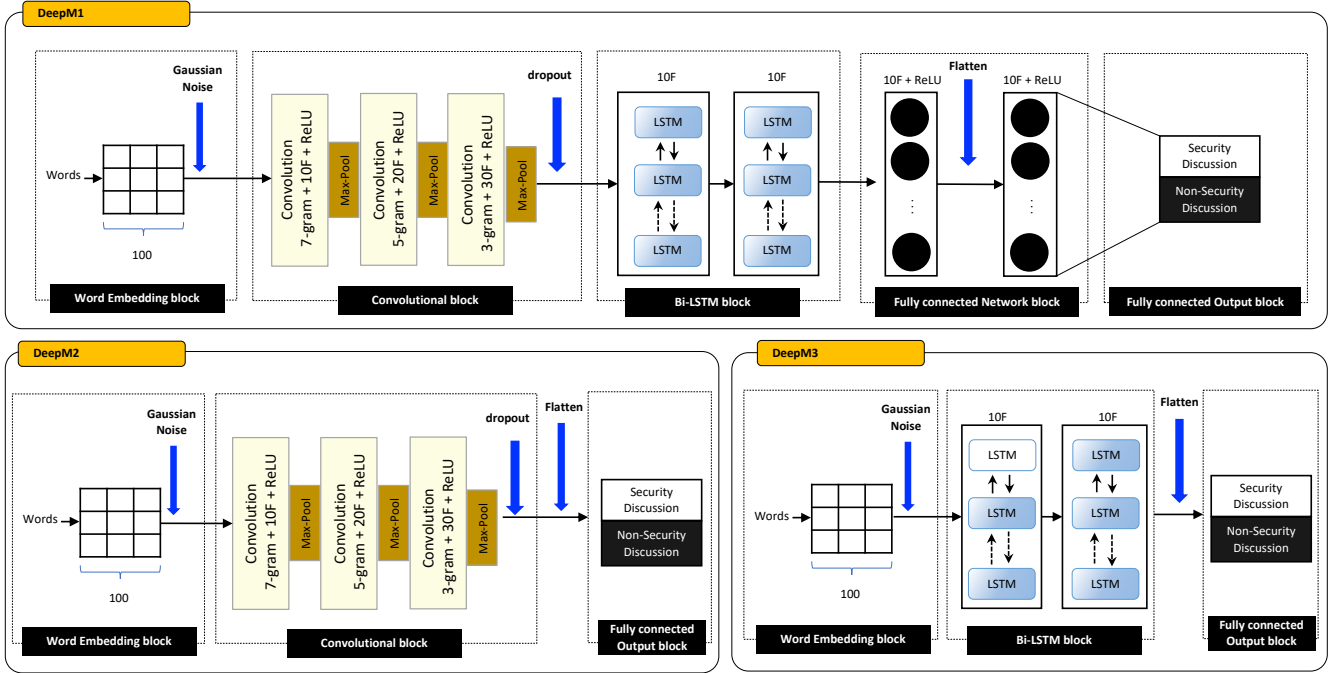 DeepM1
Gaussian
Noise
Words
100
Word Embedding block
Convolution
7-gram + 10F + ReLU
Max-Pool
Convolution
5-gram + 20F + ReLU
Max-Pool
Convolution
3-gram + 30F + ReLU
Max-Pool
dropout
Convolutional block
10F
LSTM
LSTM
LSTM
10F
LSTM
LSTM
LSTM
Bi-LSTM block
10F + ReLU
...
Flatten
10F + ReLU
...
Fully connected Network block
Security
Discussion
Non-Security
Discussion
Fully connected Output block
DeepM2
Gaussian
Noise
Words
100
Word Embedding block
Convolution
7-gram + 10F + ReLU
Max-Pool
Convolution
5-gram + 20F + ReLU
Max-Pool
Convolution
3-gram + 30F + ReLU
Max-Pool
dropout
Convolutional block
Flatten
Security
Discussion
Non-Security
Discussion
Fully connected
Output block
DeepM3
Gaussian
Noise
Words
100
Word Embedding block
10F
LSTM
LSTM
LSTM
10F
LSTM
LSTM
LSTM
Bi-LSTM block
Flatten
Security
Discussion
Non-Security
Discussion
Fully connected
Output block